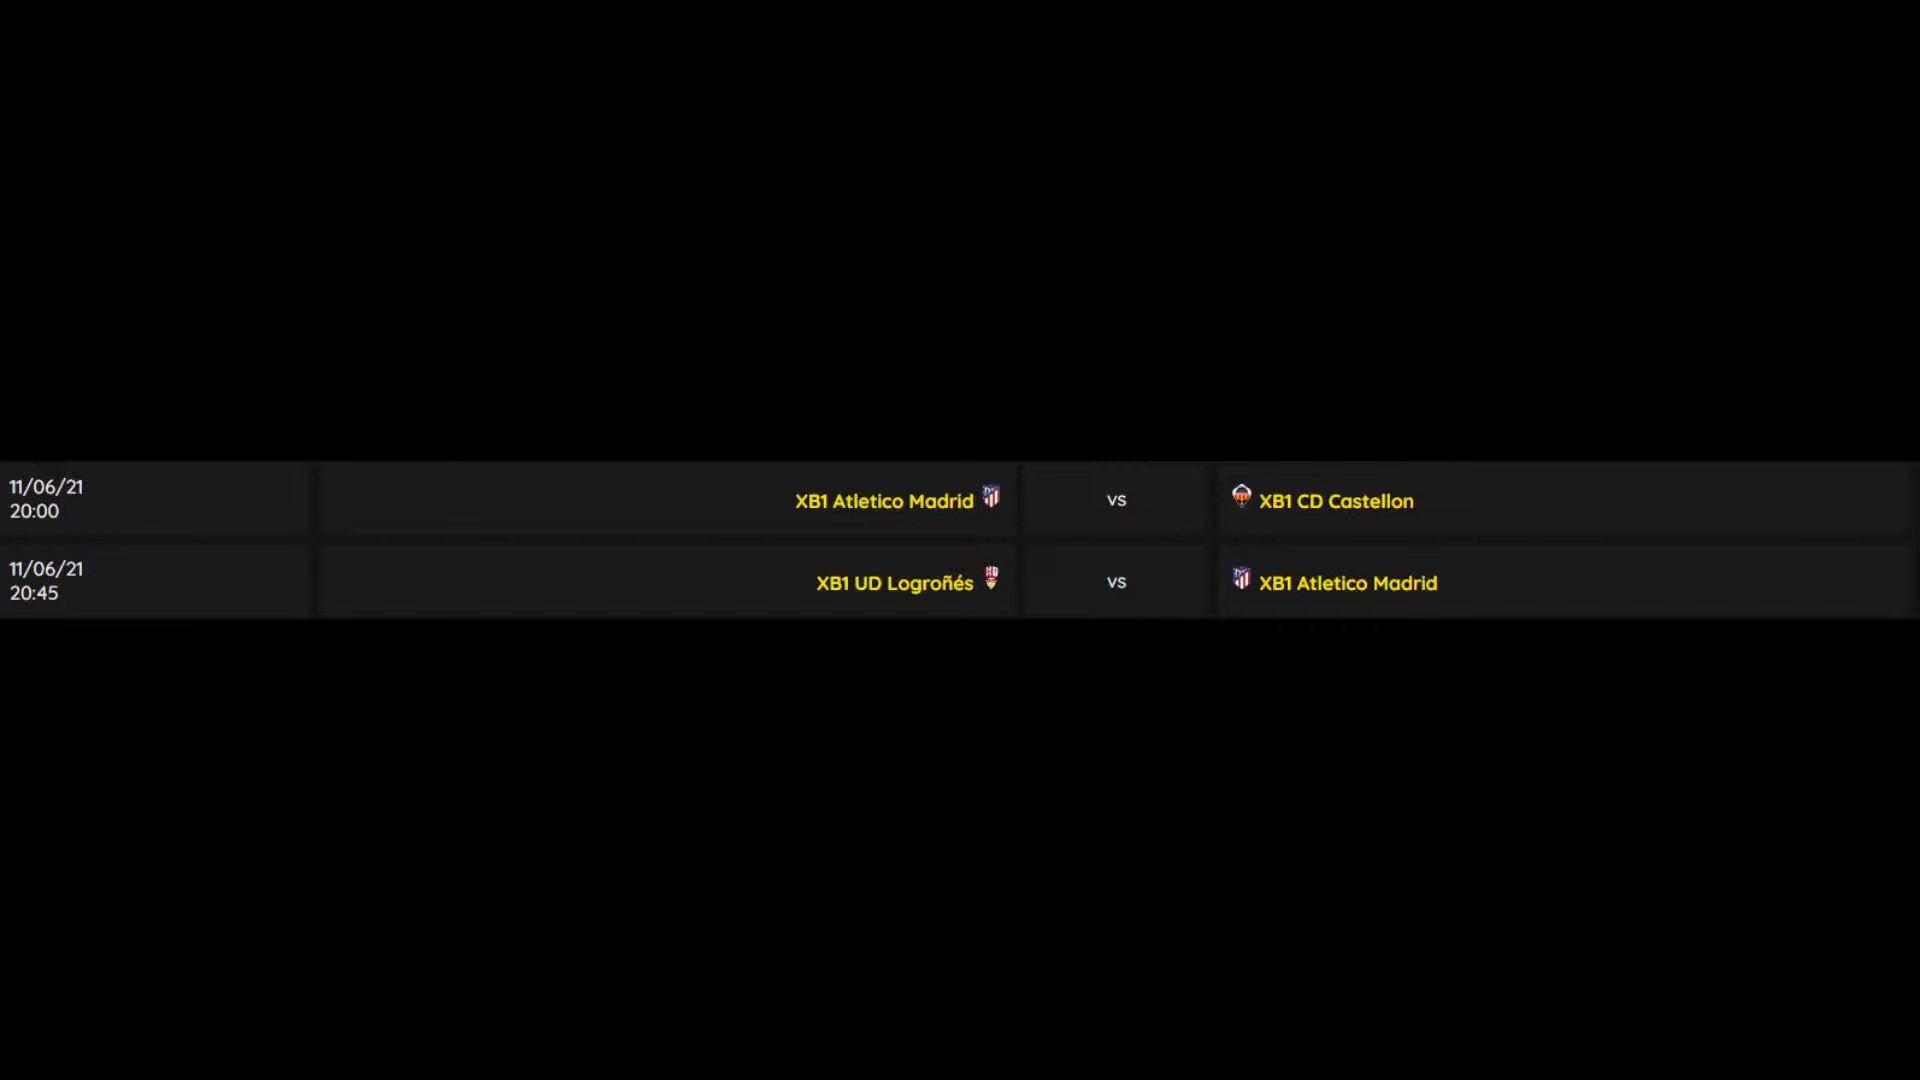 11/06/21
20:00
XB1 Atletico Madrid vs XB1 CD Castellon
11/06/21
20:45
XB1 UD Logroñés vs XB1 Atletico Madrid